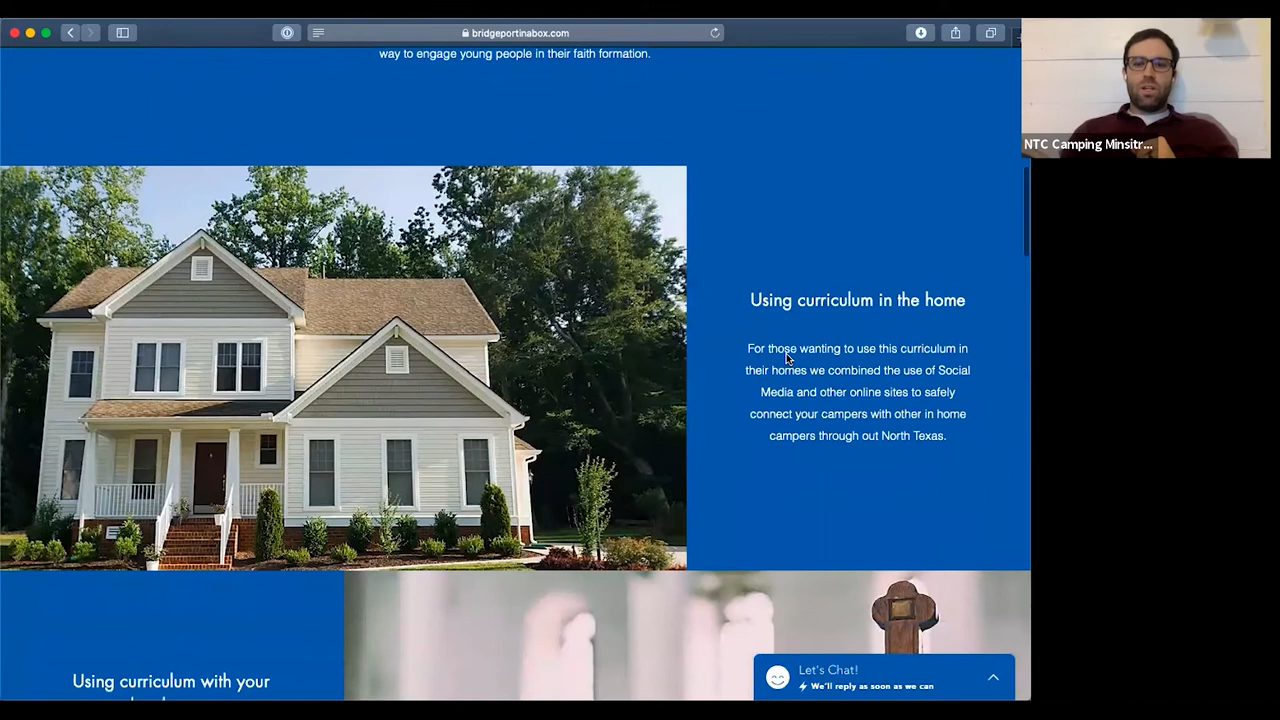 bridgeportinabox.com
way to engage young people in their faith formation.
NTC Camping Minsitr...
Using curriculum in the home
For those wanting to use this curriculum in
their homes we combined the use of Social
Media and other online sites to safely
connect your campers with other in home
campers through out North Texas.
Using curriculum with your
Let's Chat!
We'll reply as soon as we can